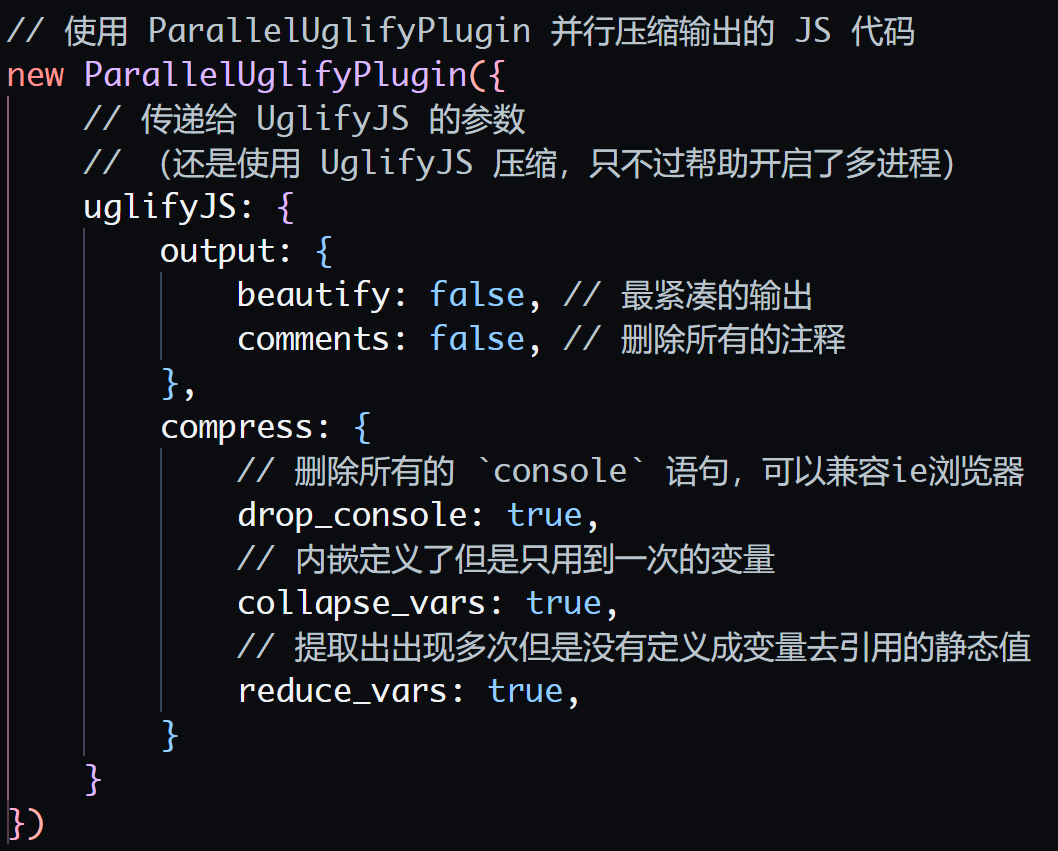 // 使用 ParallelUglifyPlugin 并行压缩输出的 JS 代码
new ParallelUglifyPlugin({
    // 传递给 UglifyJS 的参数
    // （还是使用 UglifyJS 压缩，只不过帮助开启了多进程）
    uglifyJS: {
        output: {
            beautify: false, // 最紧凑的输出
            comments: false, // 删除所有的注释
        },
        compress: {
            // 删除所有的 `console` 语句，可以兼容ie浏览器
            drop_console: true,
            // 内嵌定义了但是只用到一次的变量
            collapse_vars: true,
            // 提取出出现多次但是没有定义成变量去引用的静态值
            reduce_vars: true,
        }
    }
})